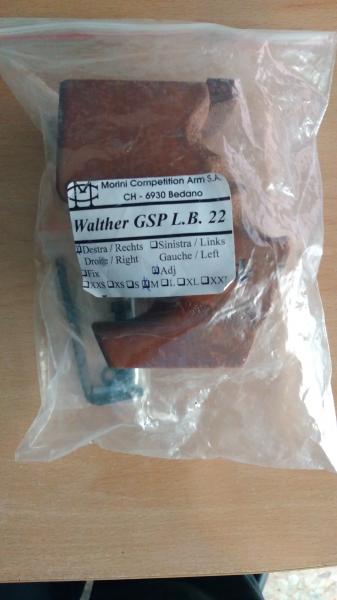 Morini Competition Arm S.A.
CH - 6930 Bedano
Walther GSP L.B. 22
Destra / Rechts ☐Sinistra / Links
Droite / Right Gauche / Left
Fix Adj
☐XXS ☐XS ☐S M ☐L ☐XL ☐XXL